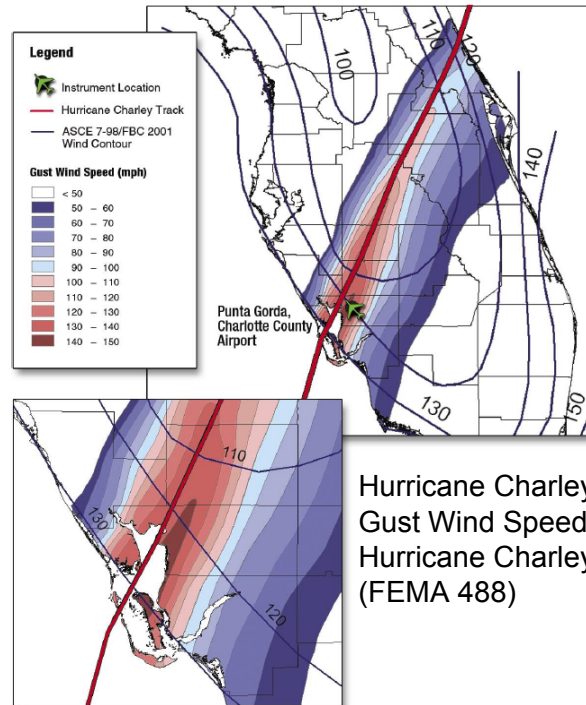 Legend
Instrument Location
Hurricane Charley Track
ASCE 7-98/FBC 2001
Wind Contour
Gust Wind Speed (mph)
< 50
50 – 60
60 – 70
70 – 80
80 – 90
90 – 100
100 – 110
110 – 120
120 – 130
130 – 140
140 – 150
100
110
120
140
Punta Gorda,
Charlotte County
Airport
130
150
110
130
120
Hurricane Charley
Gust Wind Speed
Hurricane Charley
(FEMA 488)